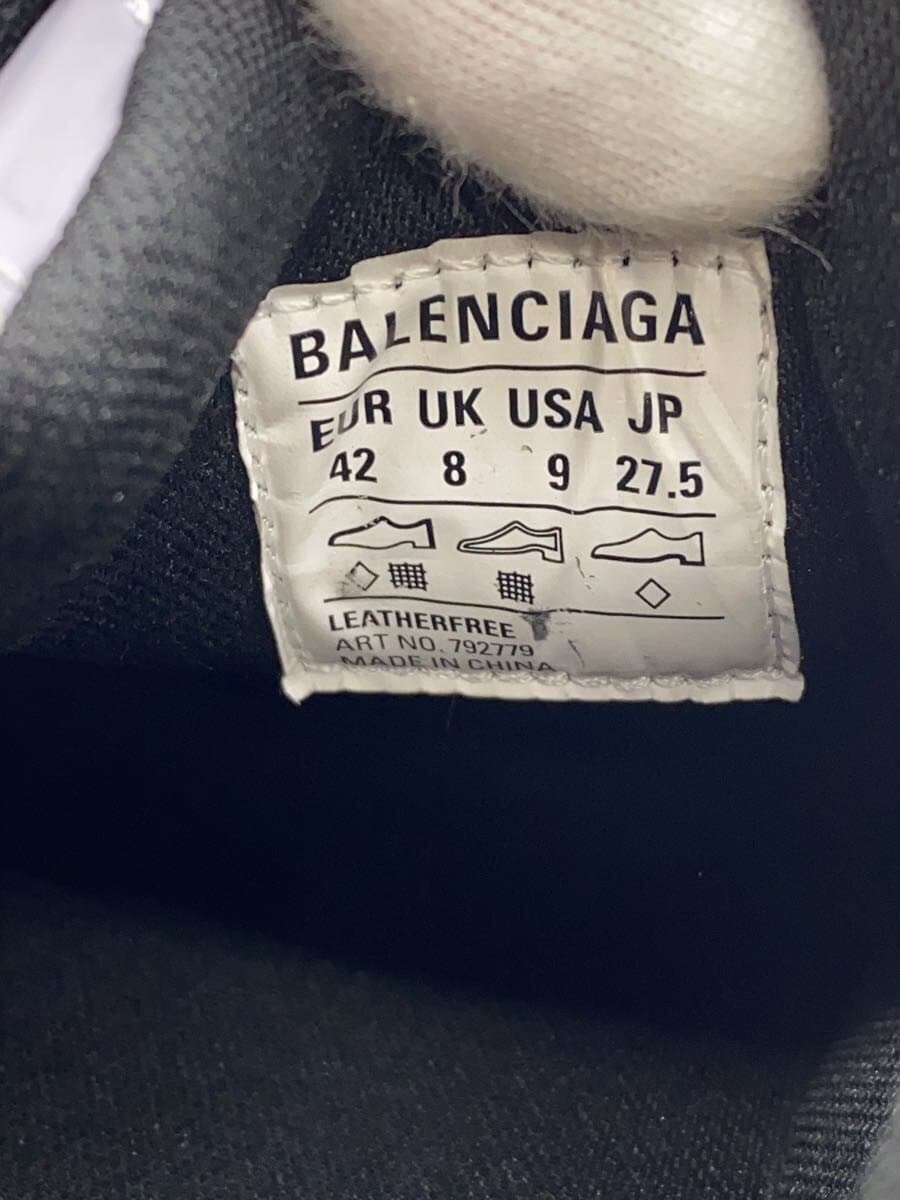 BALENCIAGA
EUR UK USA JP
42 8 9 27.5
LEATHERFREE
ART NO. 792779
MADE IN CHINA